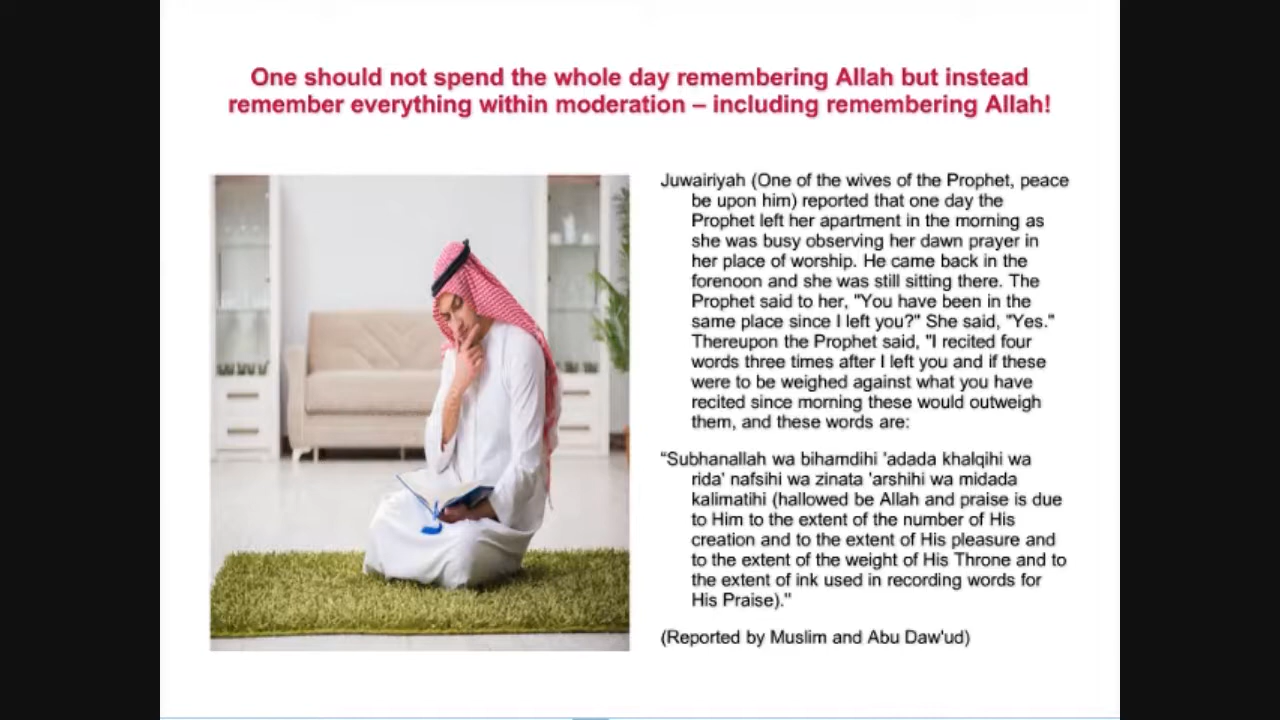 One should not spend the whole day remembering Allah but instead
remember everything within moderation – including remembering Allah!
Juwairiyah (One of the wives of the Prophet, peace
be upon him) reported that one day the
Prophet left her apartment in the morning as
she was busy observing her dawn prayer in
her place of worship. He came back in the
forenoon and she was still sitting there. The
Prophet said to her, "You have been in the
same place since I left you?" She said, "Yes."
Thereupon the Prophet said, "I recited four
words three times after I left you and if these
were to be weighed against what you have
recited since morning these would outweigh
them, and these words are:
“Subhanallah wa bihamdihi 'adada khalqihi wa
rida' nafsihi wa zinata 'arshihi wa midada
kalimatihi (hallowed be Allah and praise is due
to Him to the extent of the number of His
creation and to the extent of His pleasure and
to the extent of the weight of His Throne and to
the extent of ink used in recording words for
His Praise)."
(Reported by Muslim and Abu Daw'ud)